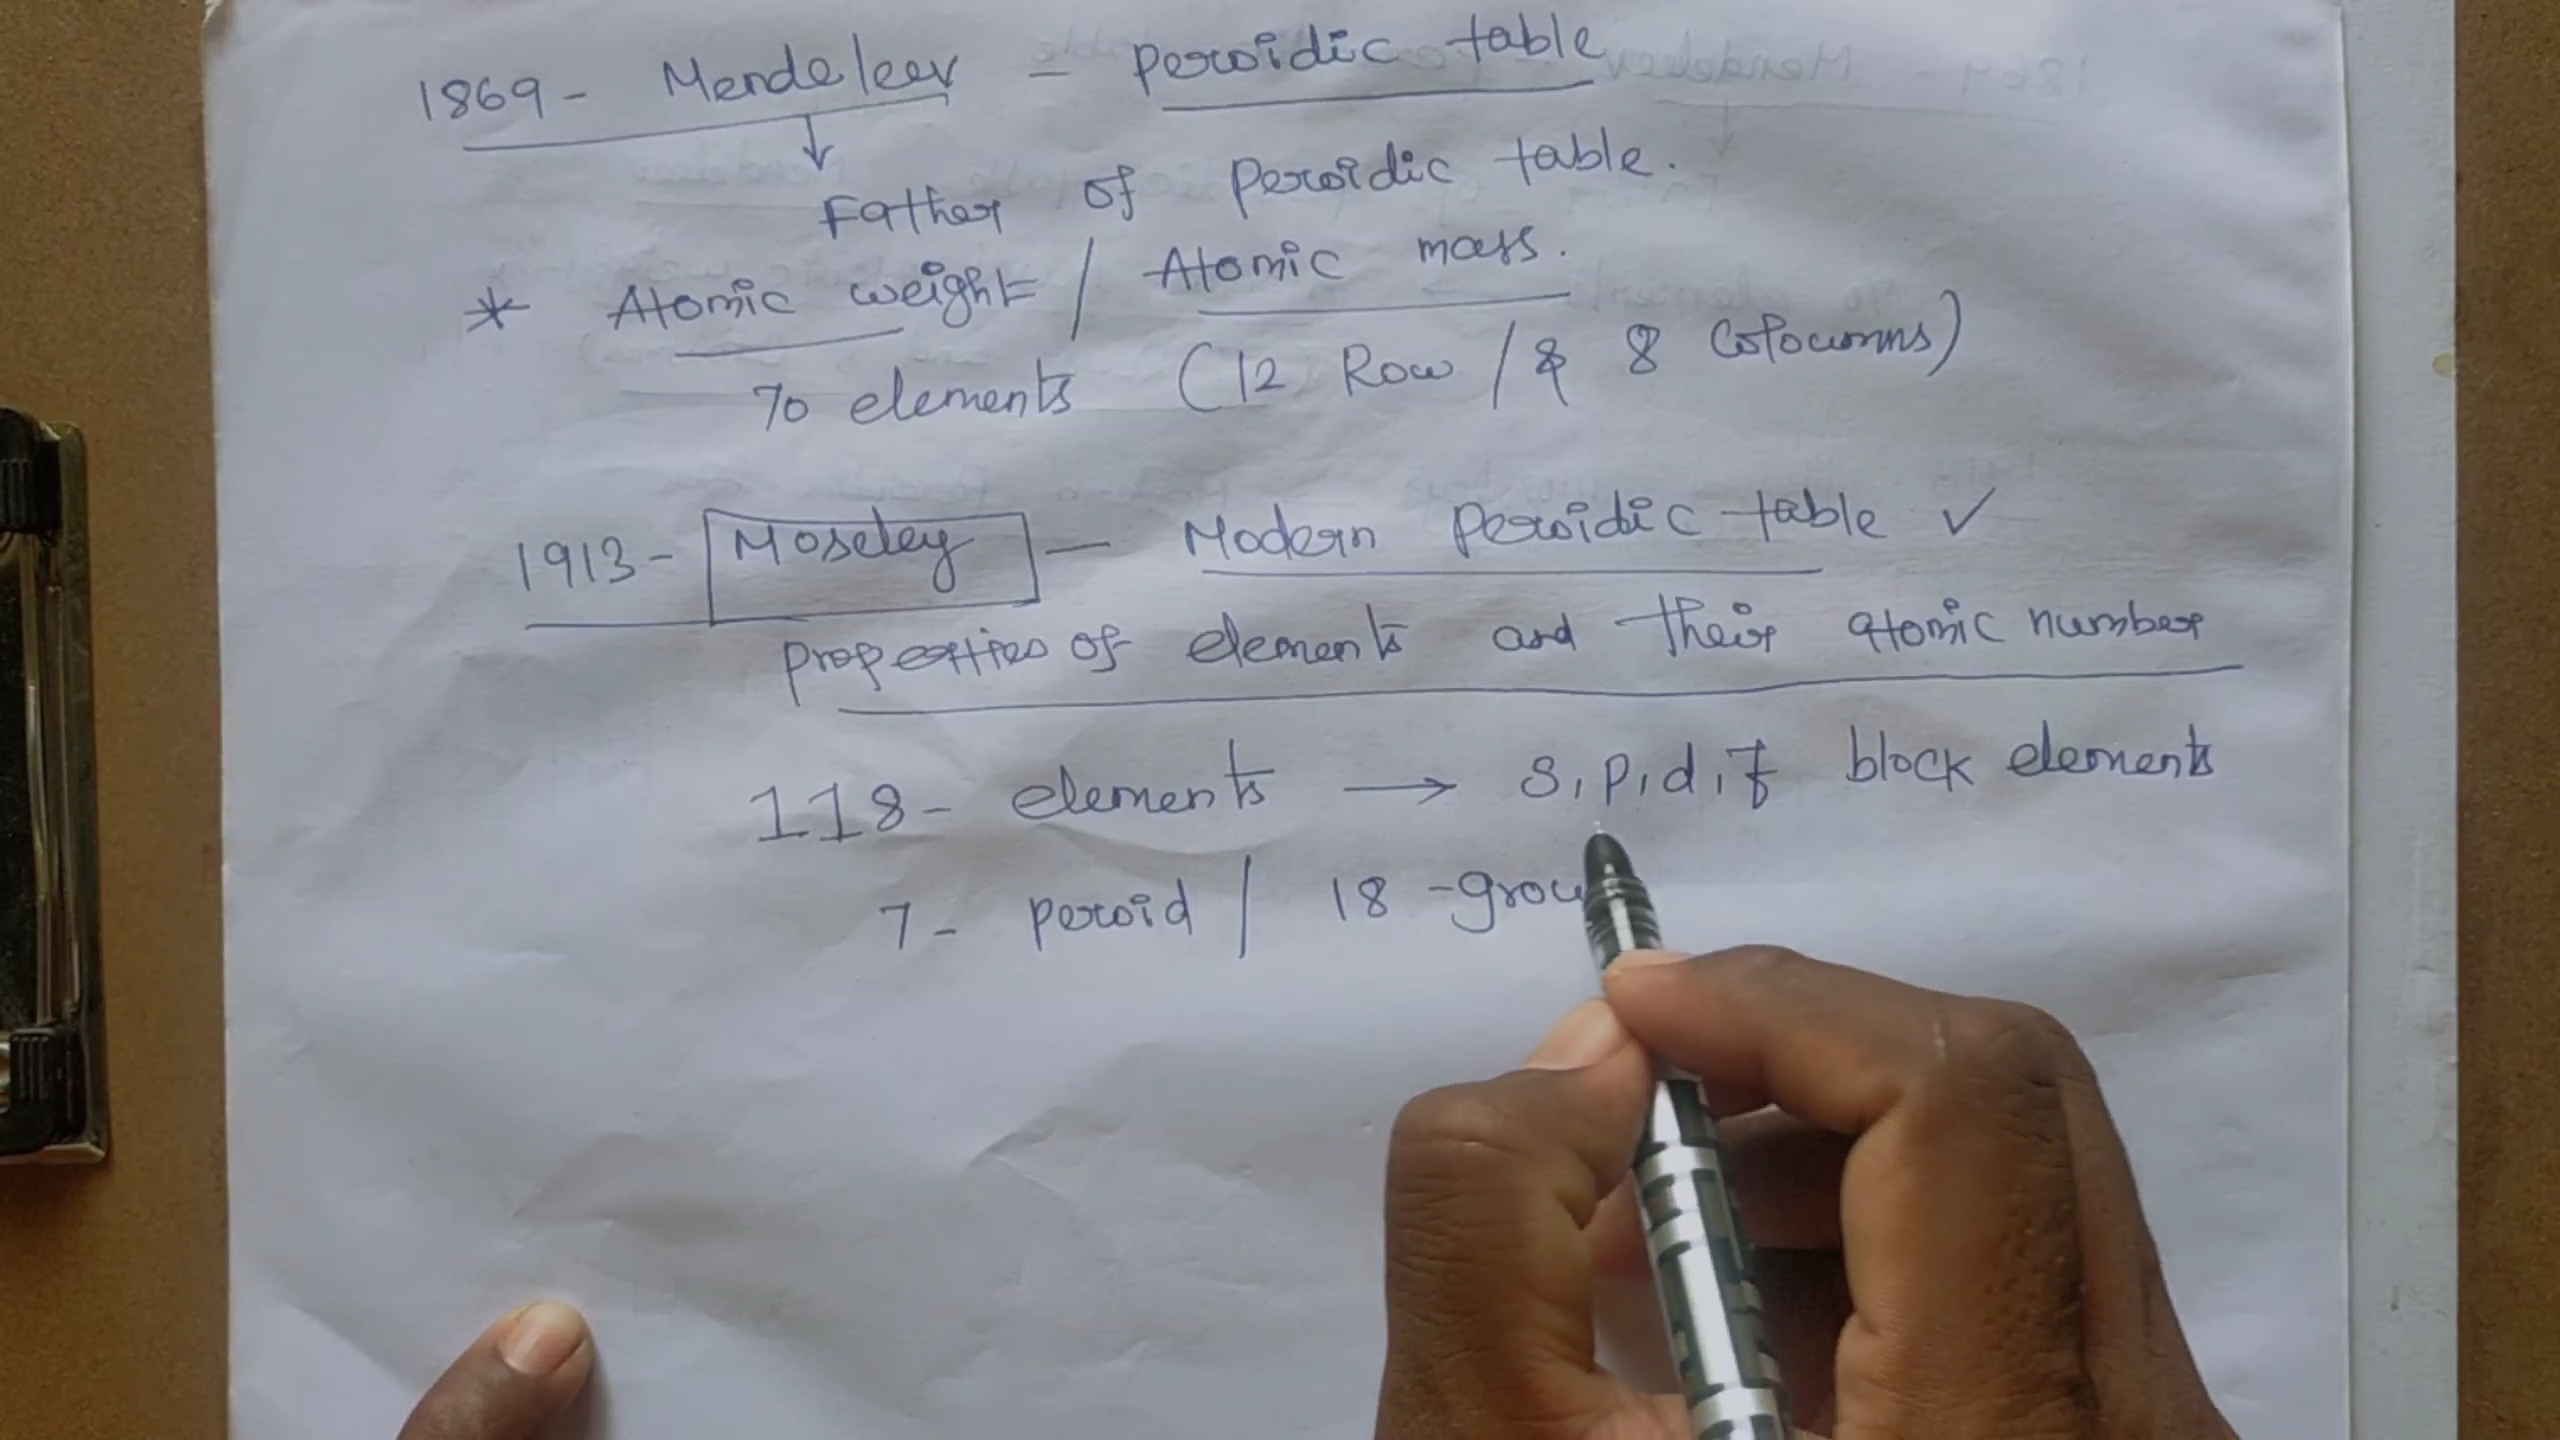 1869 - Mendeleev - Peroidic table
Father of Peroidic table.
* Atomic weight / Atomic mass.
70 elements (12 Row / & 8 Coloumns)
1913 - Moseley - Modern Peroidic table ✓
properties of elements and their atomic number
118 - elements → s, p, d, f block elements
7 - peroid / 18 - grou